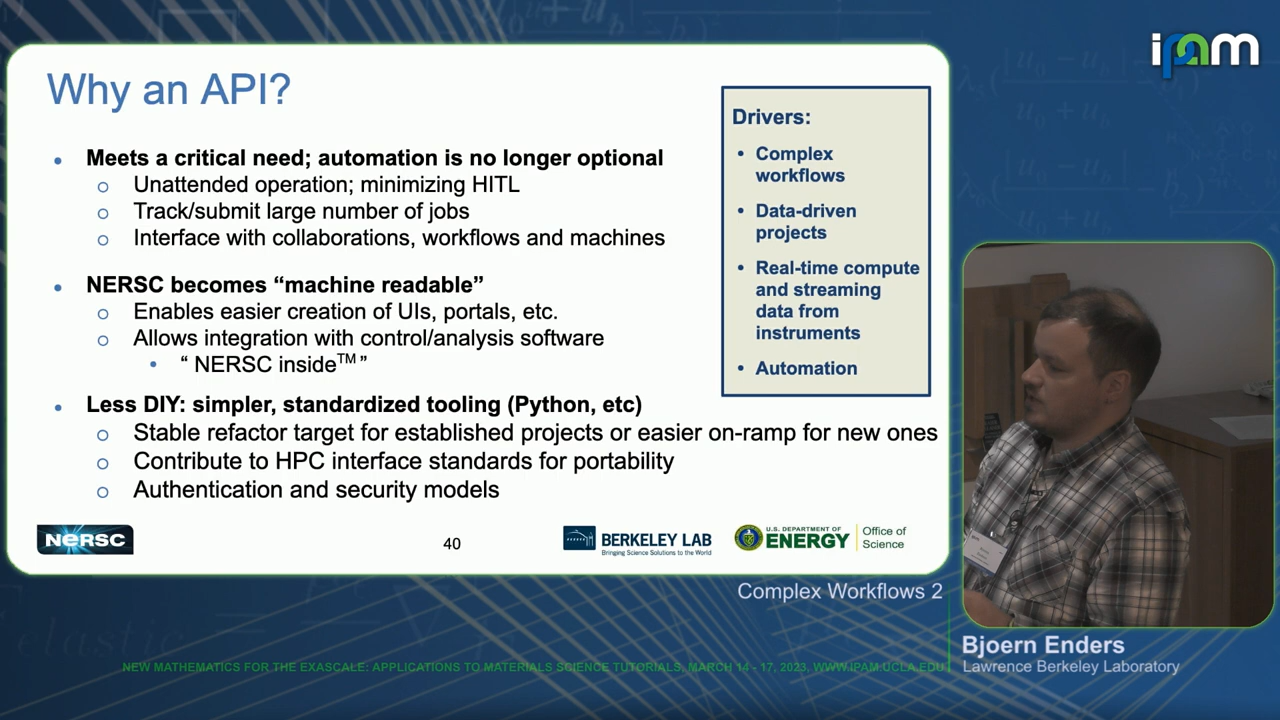 ipam
Why an API?
• Meets a critical need; automation is no longer optional
○ Unattended operation; minimizing HITL
○ Track/submit large number of jobs
○ Interface with collaborations, workflows and machines
• NERSC becomes “machine readable”
○ Enables easier creation of UIs, portals, etc.
○ Allows integration with control/analysis software
• “ NERSC inside™ ”
• Less DIY: simpler, standardized tooling (Python, etc)
○ Stable refactor target for established projects or easier on-ramp for new ones
○ Contribute to HPC interface standards for portability
○ Authentication and security models
Drivers:
• Complex
workflows
• Data-driven
projects
• Real-time compute
and streaming
data from
instruments
• Automation
NERSC
40
BERKELEY LAB
Bringing Science Solutions to the World
U.S. DEPARTMENT OF
ENERGY
Office of
Science
Complex Workflows 2
Bjoern Enders
Lawrence Berkeley Laboratory
NEW MATHEMATICS FOR THE EXASCALE: APPLICATIONS TO MATERIALS SCIENCE TUTORIALS, MARCH 14 - 17, 2023, WWW.IPAM.UCLA.EDU
elastic